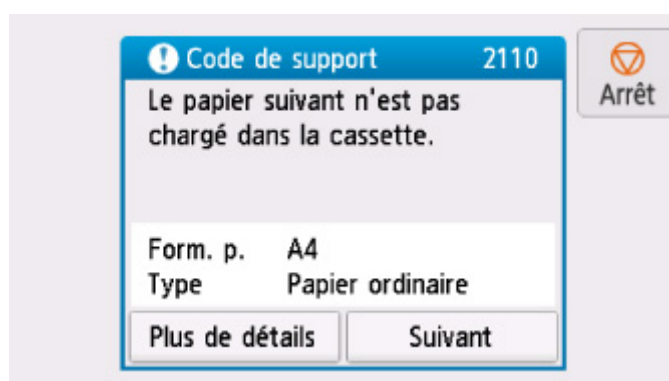 Code de support 2110
Arrêt
Le papier suivant n'est pas
chargé dans la cassette.
Form. p. A4
Type Papier ordinaire
Plus de détails Suivant